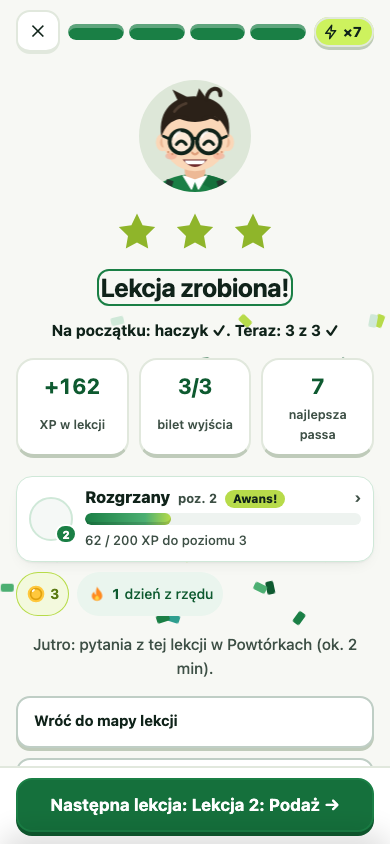 ×7
Lekcja zrobiona!
Na początku: haczyk ✓. Teraz: 3 z 3 ✓
+162
XP w lekcji
3/3
bilet wyjścia
7
najlepsza
passa
Rozgrzany poz. 2 Awans! ›
2
62 / 200 XP do poziomu 3
3
1 dzień z rzędu
Jutro: pytania z tej lekcji w Powtórkach (ok. 2
min).
Wróć do mapy lekcji
Następna lekcja: Lekcja 2: Podaż →